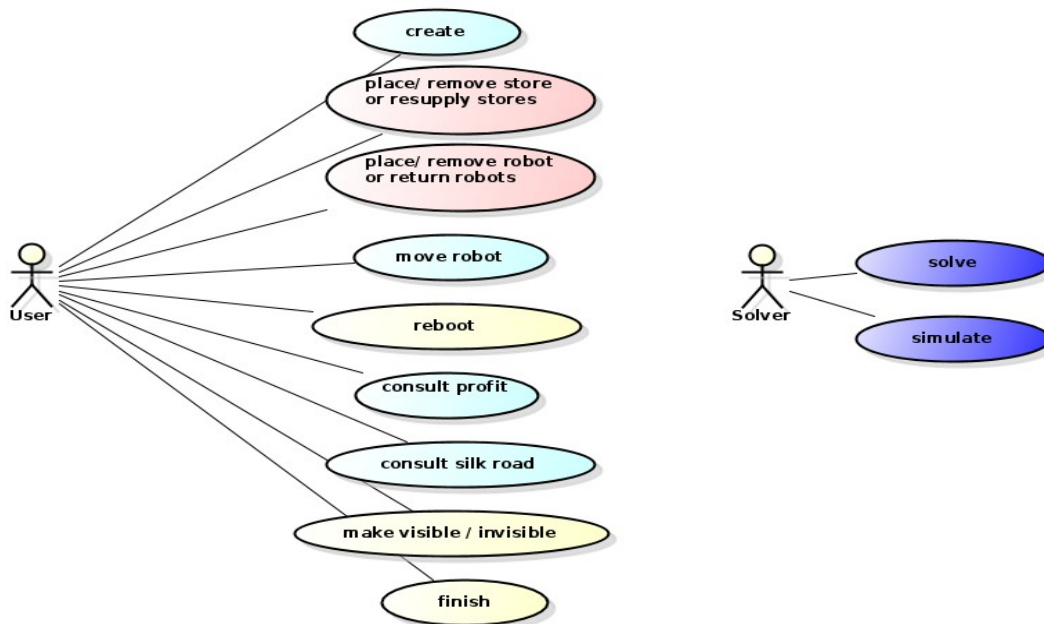 create
place/ remove store
or resupply stores
place/ remove robot
or return robots
move robot
User
reboot
consult profit
consult silk road
make visible / invisible
finish
solve
Solver
simulate